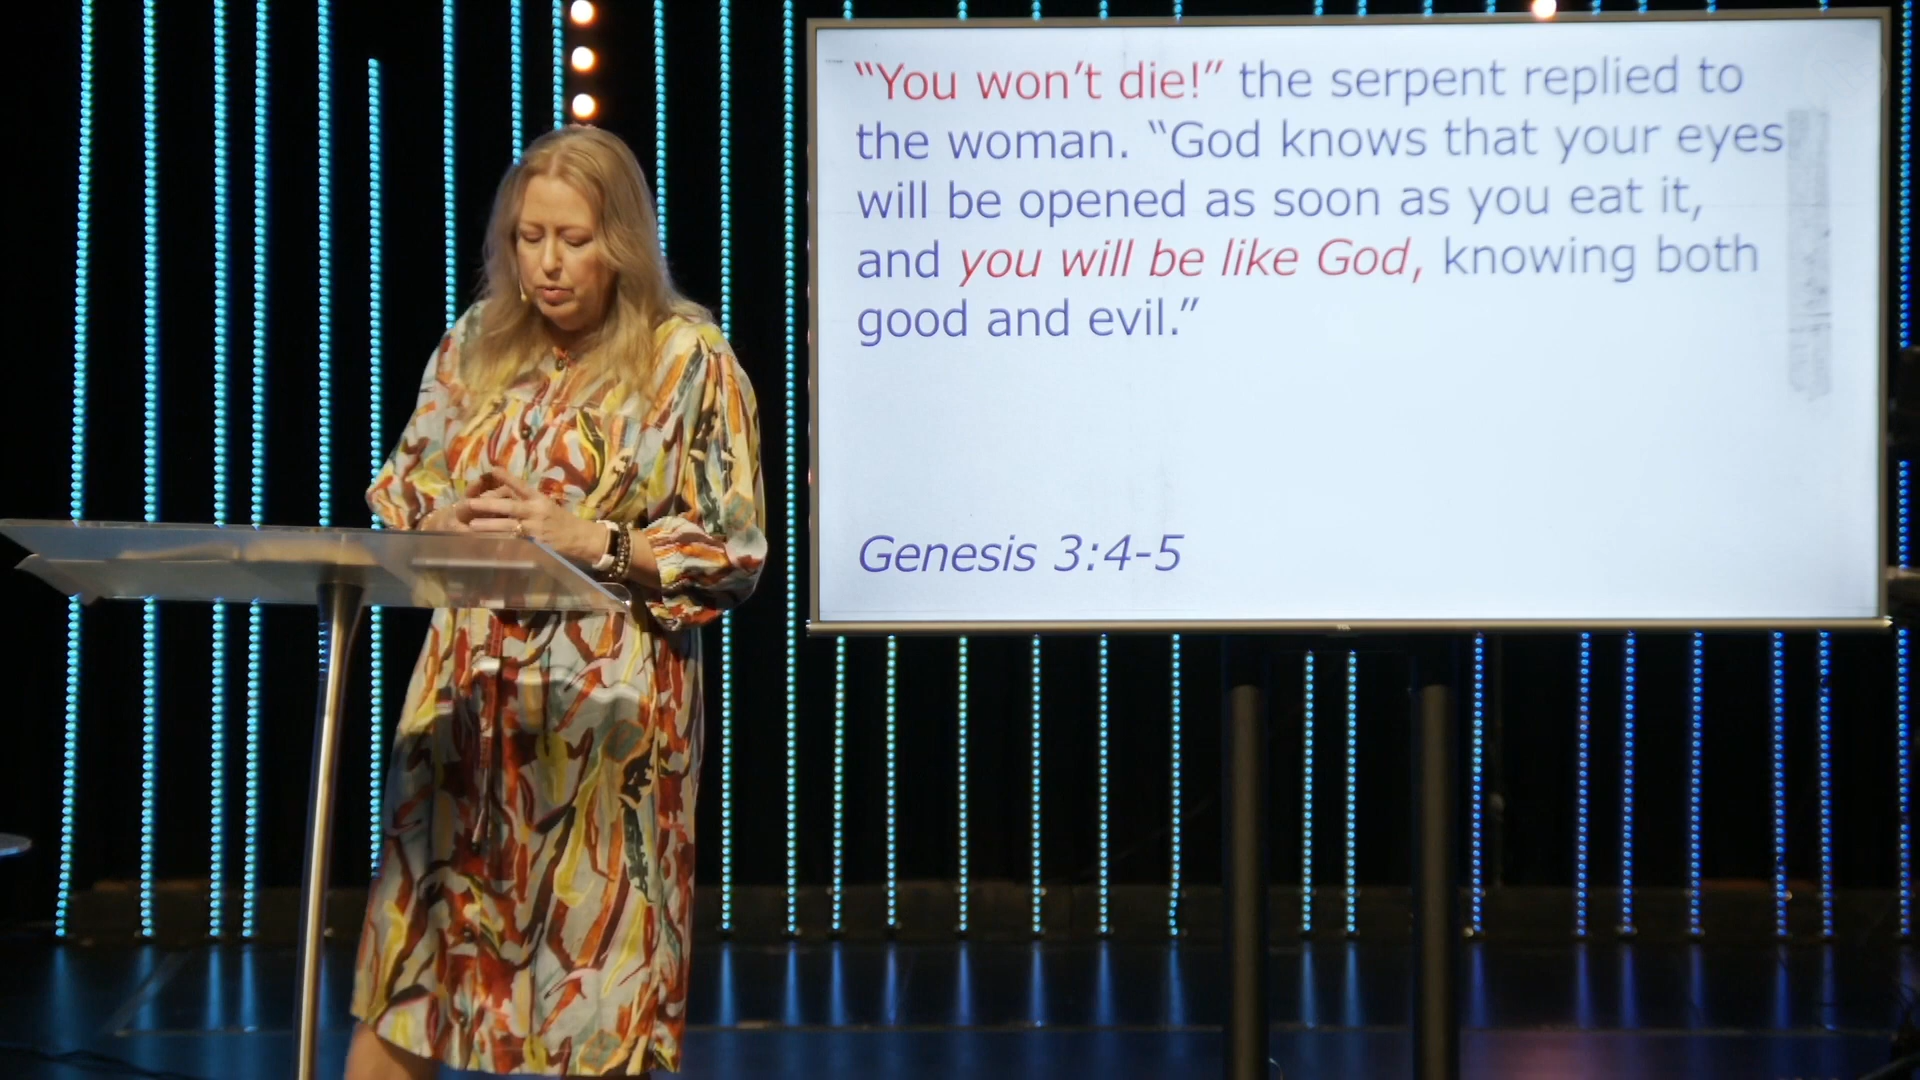 “You won’t die!” the serpent replied to
the woman. “God knows that your eyes
will be opened as soon as you eat it,
and you will be like God, knowing both
good and evil.”
Genesis 3:4-5